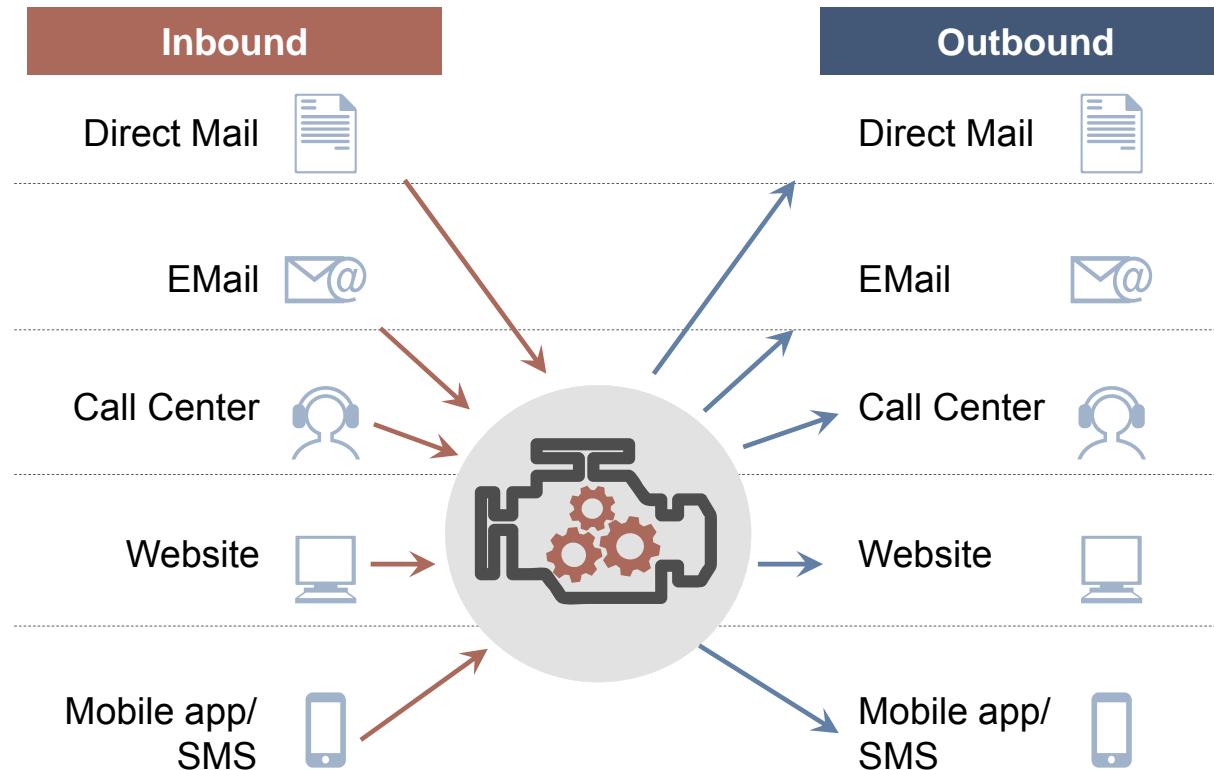 Inbound
Outbound
Direct Mail
Direct Mail
EMail
EMail
Call Center
Call Center
Website
Website
Mobile app/
SMS
Mobile app/
SMS